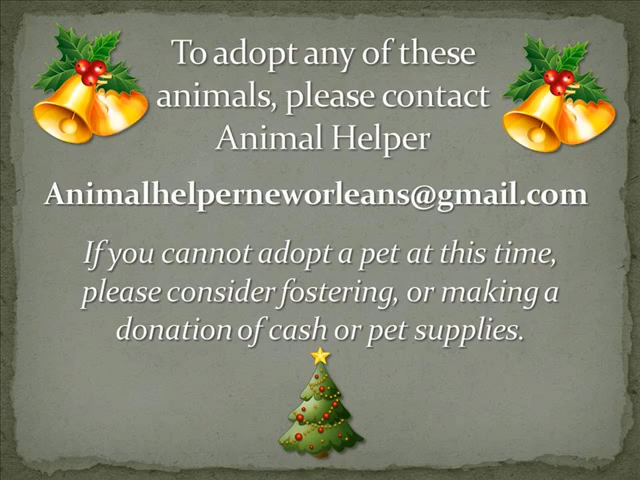 To adopt any of these
animals, please contact
Animal Helper
Animalhelperneworleans@gmail.com
If you cannot adopt a pet at this time,
please consider fostering, or making a
donation of cash or pet supplies.